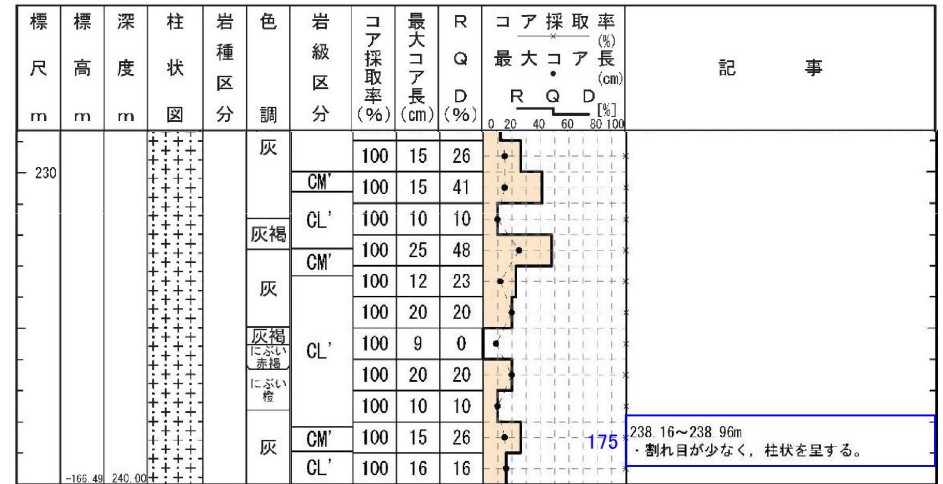 標尺m 標高m 深度m 柱状図 岩種区分 色調 岩級区分 コア採取率(%) 最大コア長(cm) RQD(%) コア採取率(%) 最大コア長(cm) RQD[%] 記事
0 20 40 60 80 100
灰
100 15 26
230 CM' 100 15 41
CL' 100 10 10
灰褐
100 25 48
CM'
灰 100 12 23
100 20 20
灰褐 CL' 100 9 0
にぶい赤褐
にぶい橙 100 20 20
100 10 10
灰 CM' 100 15 26 175 238.16～238.96m
・割れ目が少なく，柱状を呈する。
CL' 100 16 16
-166.49 240.00